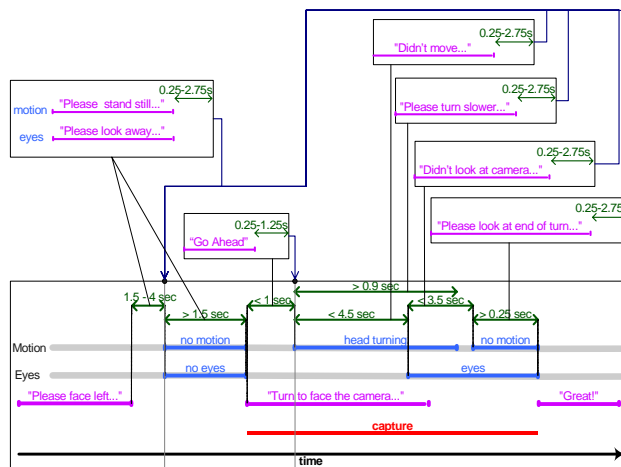 "Didn't move..."
0.25-2.75s
0.25-2.75s
motion
"Please stand still..."
eyes
"Please look away..."
0.25-2.75s
"Please turn slower..."
0.25-2.75s
"Didn't look at camera..."
0.25-2.75s
"Please look at end of turn..."
0.25-1.25s
"Go Ahead"
> 0.9 sec
1.5 - 4 sec
< 1 sec
< 3.5 sec
> 1.5 sec
< 4.5 sec
> 0.25 sec
Motion
no motion
head turning
no motion
Eyes
no eyes
eyes
"Please face left..."
"Turn to face the camera..."
"Great!"
capture
time